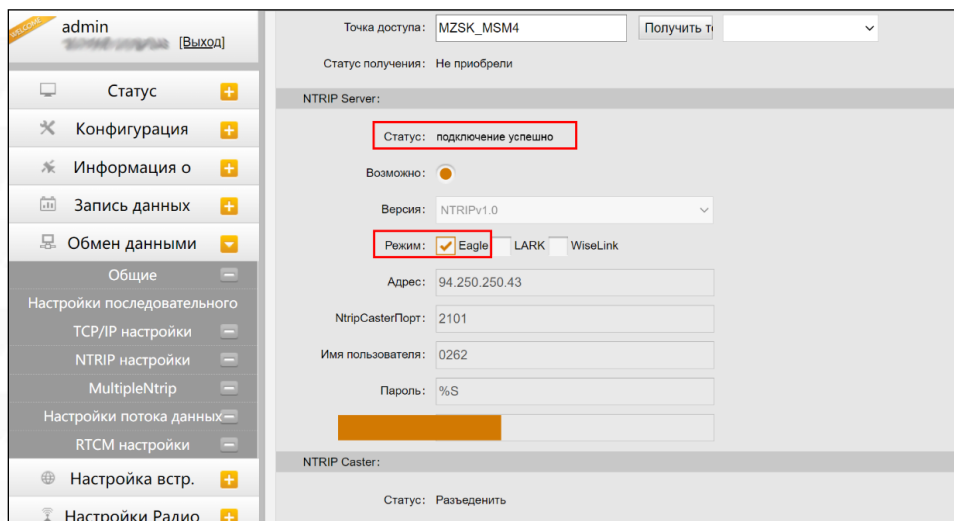 WELCOME
admin
[Выход]
Статус
Конфигурация
Информация о
Запись данных
Обмен данными
Общие
Настройки последовательного
TCP/IP настройки
NTRIP настройки
MultipleNtrip
Настройки потока данных
RTCM настройки
Настройка встр.
Настройки Радио
Точка доступа: MZSK_MSM4 Получить т
Статус получения: Не приобрели
NTRIP Server:
Статус: подключение успешно
Возможно:
Версия: NTRIPv1.0
Режим: Eagle LARK WiseLink
Адрес: 94.250.250.43
NtripCasterПорт: 2101
Имя пользователя: 0262
Пароль: %S
NTRIP Caster:
Статус: Разъеденить